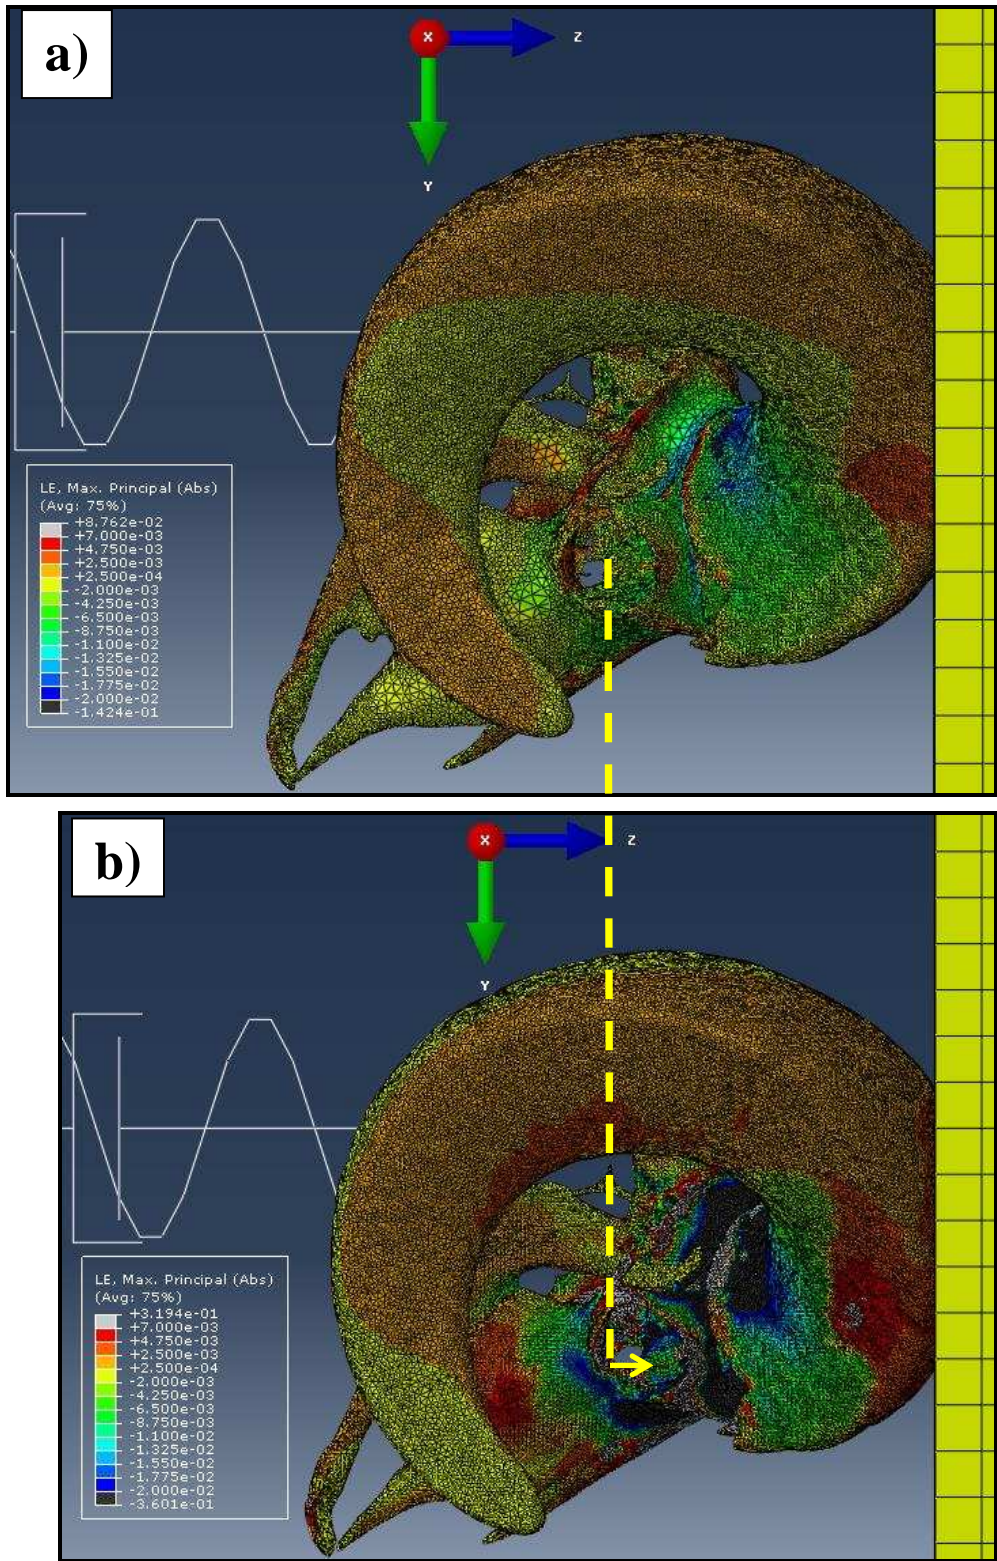 a)
X
Z
Y
LE, Max. Principal (Abs)
(Avg: 75%)
+8.762e-02
+7.000e-03
+4.750e-03
+2.500e-03
+2.500e-04
-2.000e-03
-4.250e-03
-6.500e-03
-8.750e-03
-1.100e-02
-1.325e-02
-1.550e-02
-1.775e-02
-2.000e-02
-1.424e-01
b)
X
Z
Y
LE, Max. Principal (Abs)
(Avg: 75%)
+3.194e-01
+7.000e-03
+4.750e-03
+2.500e-03
+2.500e-04
-2.000e-03
-4.250e-03
-6.500e-03
-8.750e-03
-1.100e-02
-1.325e-02
-1.550e-02
-1.775e-02
-2.000e-02
-3.601e-01